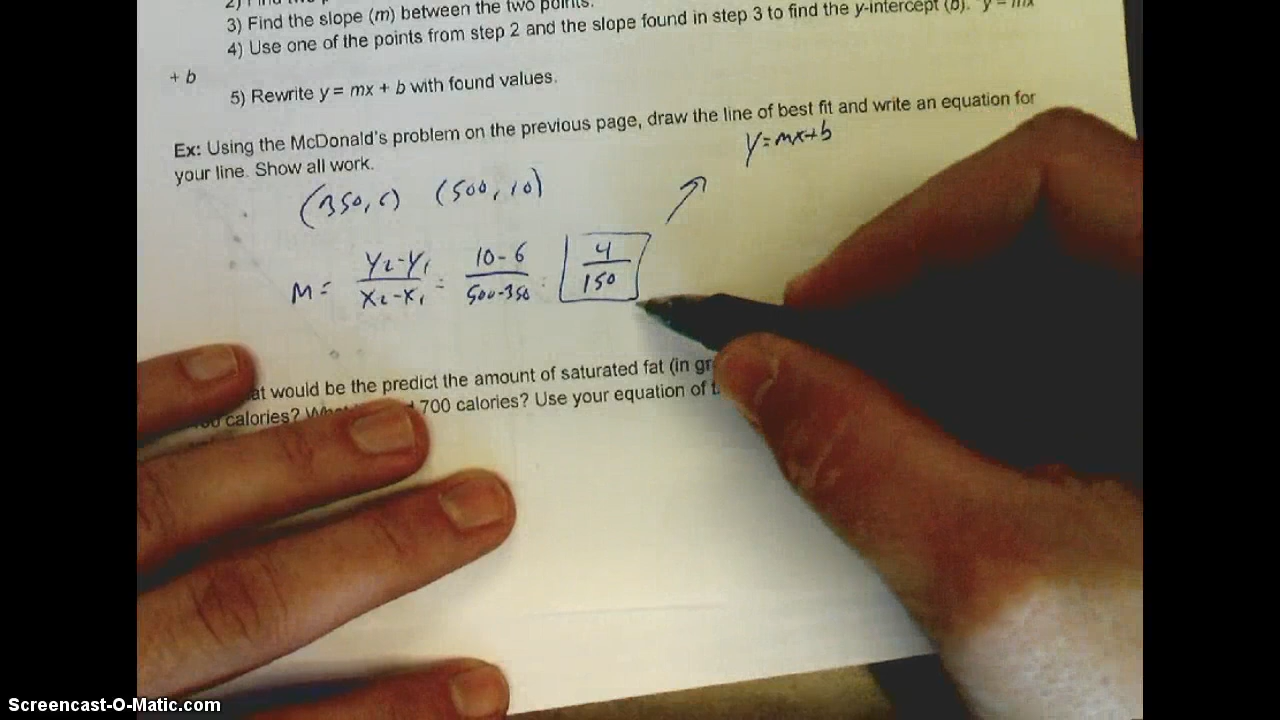 3) Find the slope (m) between the two points.
4) Use one of the points from step 2 and the slope found in step 3 to find the y-intercept (b). y = mx
+ b
5) Rewrite y = mx + b with found values.
Ex: Using the McDonald's problem on the previous page, draw the line of best fit and write an equation for
your line. Show all work.
y=mx+b
(350, 6) (500, 10)
M = y₂-y₁ / x₂-x₁ = 10-6 / 500-350 = 4 / 150
would be the predict the amount of saturated fat (in
calories? 700 calories? Use your equation of
Screencast-O-Matic.com